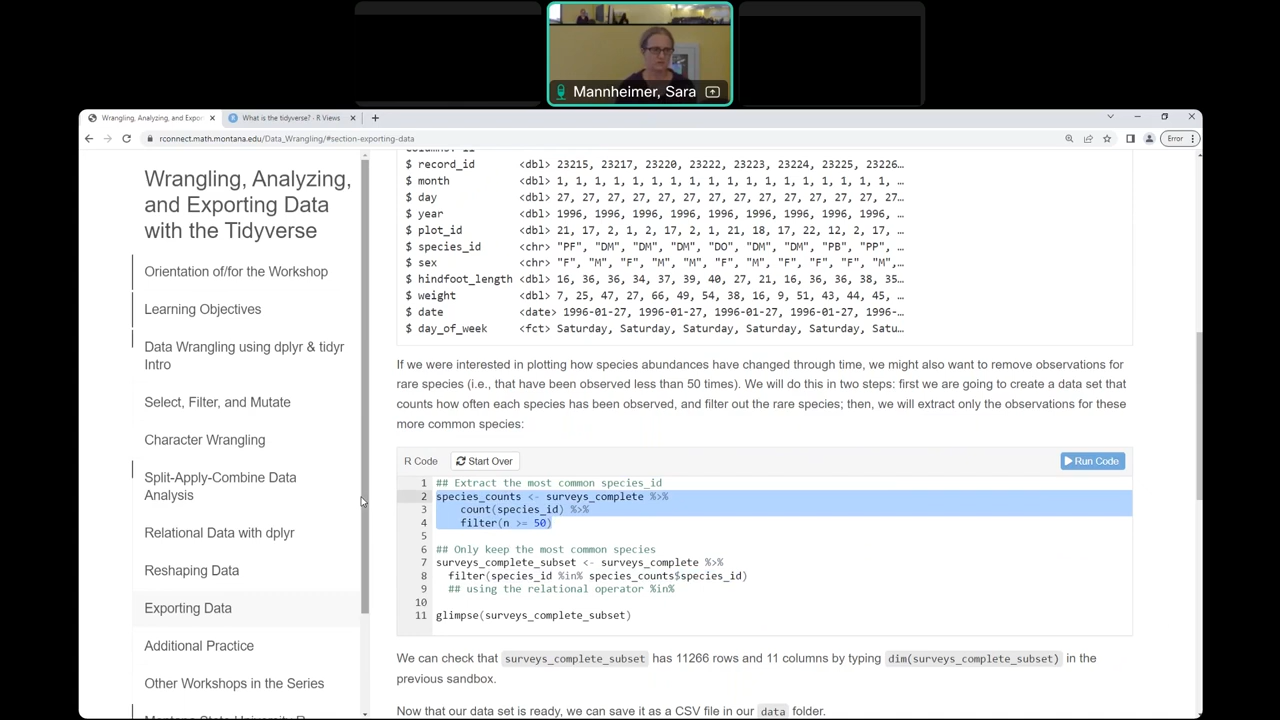 Mannheimer, Sara
Wrangling, Analyzing, and Expor
What is the tidyverse? · R Views
rconnect.math.montana.edu/Data_Wrangling/#section-exporting-data
Error
Wrangling, Analyzing,
and Exporting Data
with the Tidyverse
Orientation of/for the Workshop
Learning Objectives
Data Wrangling using dplyr & tidyr
Intro
Select, Filter, and Mutate
Character Wrangling
Split-Apply-Combine Data
Analysis
Relational Data with dplyr
Reshaping Data
Exporting Data
Additional Practice
Other Workshops in the Series
$ record_id <dbl> 23215, 23217, 23220, 23222, 23223, 23224, 23225, 23226…
$ month <dbl> 1, 1, 1, 1, 1, 1, 1, 1, 1, 1, 1, 1, 1, 1, 1, 1, 1, …
$ day <dbl> 27, 27, 27, 27, 27, 27, 27, 27, 27, 27, 27, 27, 27, 27…
$ year <dbl> 1996, 1996, 1996, 1996, 1996, 1996, 1996, 1996, 1996, …
$ plot_id <dbl> 21, 17, 2, 1, 2, 17, 2, 1, 21, 18, 17, 22, 12, 2, 17, …
$ species_id <chr> "PF", "DM", "DM", "DM", "DO", "DM", "DM", "PB", "PP", …
$ sex <chr> "F", "M", "F", "M", "M", "F", "M", "F", "F", "F", "M",…
$ hindfoot_length <dbl> 16, 36, 36, 34, 37, 39, 40, 27, 21, 16, 36, 36, 38, 35…
$ weight <dbl> 7, 25, 47, 27, 66, 49, 54, 38, 16, 9, 51, 43, 44, 45, …
$ date <date> 1996-01-27, 1996-01-27, 1996-01-27, 1996-01-27, 1996-…
$ day_of_week <fct> Saturday, Saturday, Saturday, Saturday, Saturday, Satu…
If we were interested in plotting how species abundances have changed through time, we might also want to remove observations for
rare species (i.e., that have been observed less than 50 times). We will do this in two steps: first we are going to create a data set that
counts how often each species has been observed, and filter out the rare species; then, we will extract only the observations for these
more common species:
R Code Start Over Run Code
1 ## Extract the most common species_id
2 species_counts <- surveys_complete %>%
3 count(species_id) %>%
4 filter(n >= 50)
5
6 ## Only keep the most common species
7 surveys_complete_subset <- surveys_complete %>%
8 filter(species_id %in% species_counts$species_id)
9 ## using the relational operator %in%
10
11 glimpse(surveys_complete_subset)
We can check that surveys_complete_subset has 11266 rows and 11 columns by typing dim(surveys_complete_subset) in the
previous sandbox.
Now that our data set is ready, we can save it as a CSV file in our data folder.